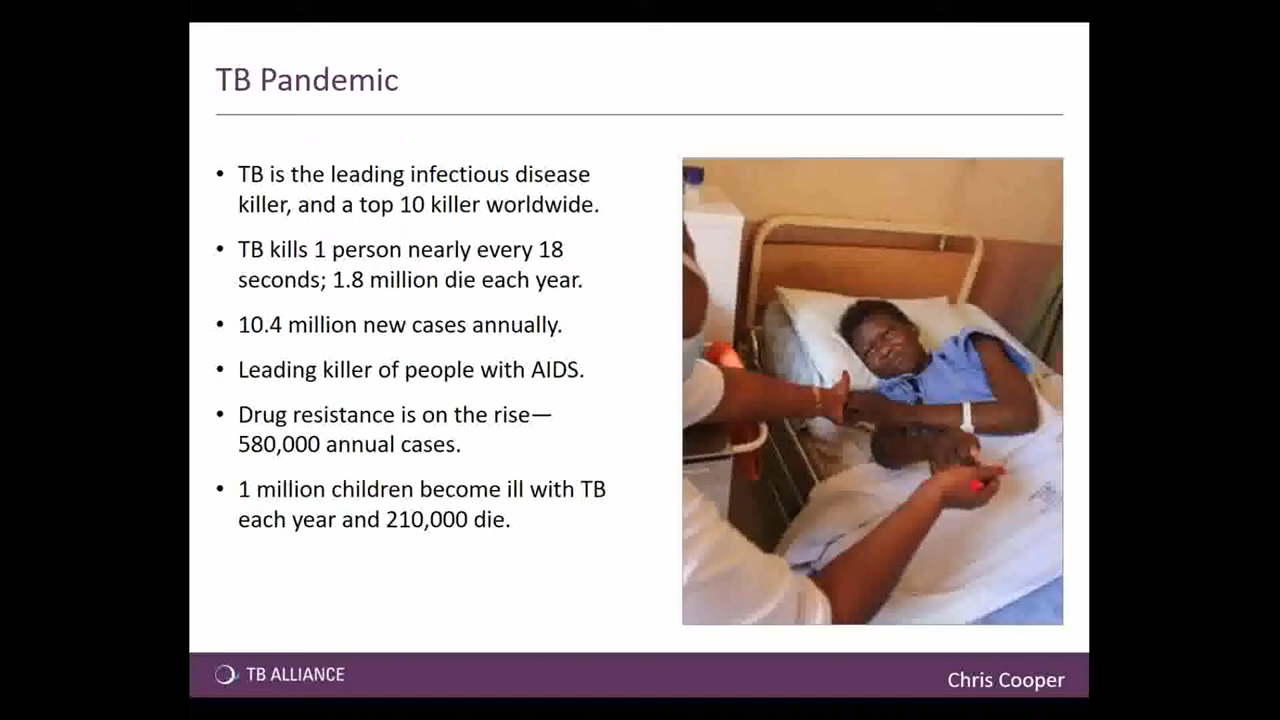 TB Pandemic
• TB is the leading infectious disease
killer, and a top 10 killer worldwide.
• TB kills 1 person nearly every 18
seconds; 1.8 million die each year.
• 10.4 million new cases annually.
• Leading killer of people with AIDS.
• Drug resistance is on the rise—
580,000 annual cases.
• 1 million children become ill with TB
each year and 210,000 die.
TB ALLIANCE
Chris Cooper